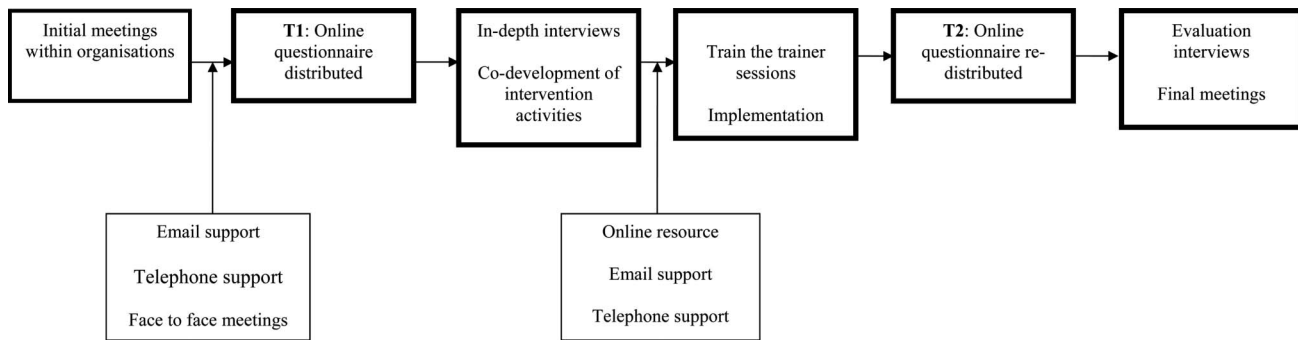 Initial meetings
within organisations
T1: Online
questionnaire
distributed
In-depth interviews
Co-development of
intervention
activities
Train the trainer
sessions
Implementation
T2: Online
questionnaire re-
distributed
Evaluation
interviews
Final meetings
Email support
Telephone support
Face to face meetings
Online resource
Email support
Telephone support